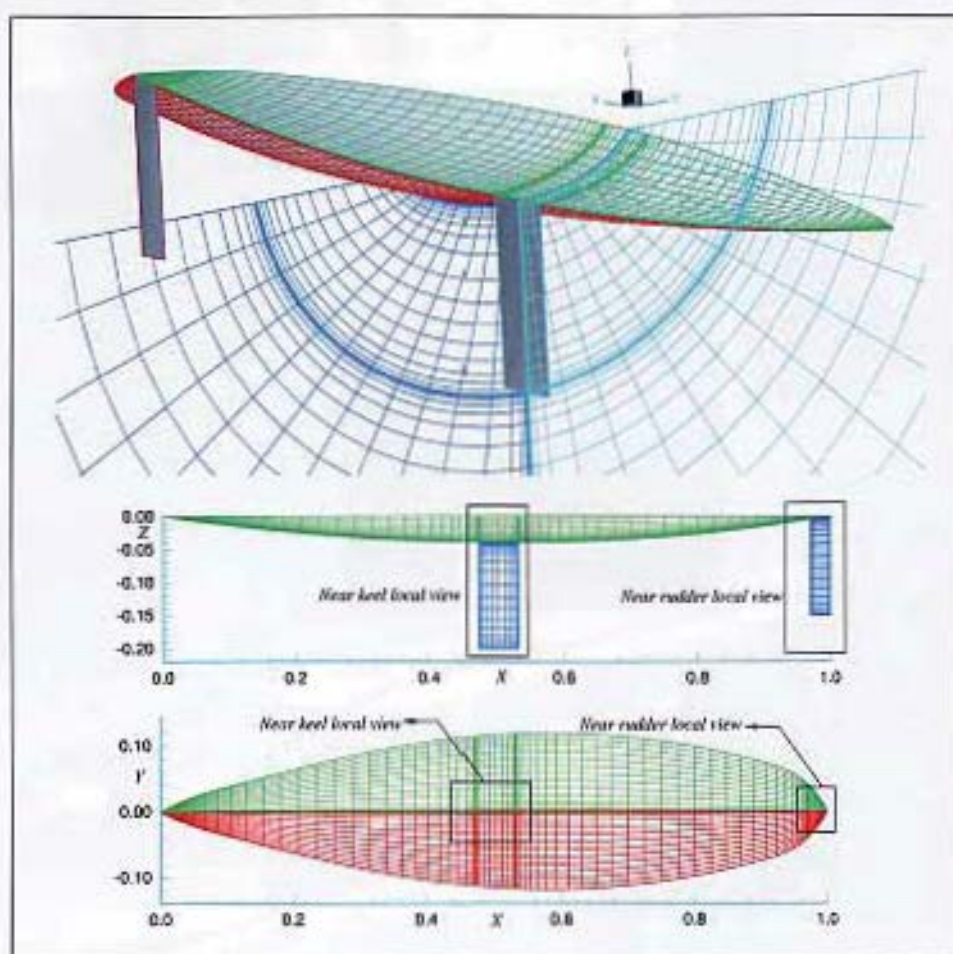 0.00
Z
-0.05
-0.10
-0.15
-0.20
Near keel local view
Near rudder local view
0.0 0.2 0.4 X 0.6 0.8 1.0
Near keel local view
Near rudder local view
0.10
Y
0.00
-0.10
0.0 0.2 0.4 X 0.6 0.8 1.0